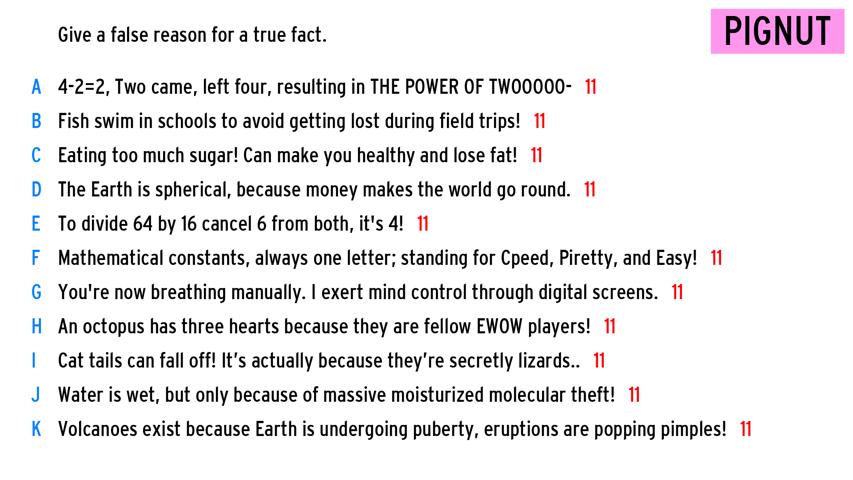 Give a false reason for a true fact.
PIGNUT
A 4-2=2, Two came, left four, resulting in THE POWER OF TWOOOOO- 11
B Fish swim in schools to avoid getting lost during field trips! 11
C Eating too much sugar! Can make you healthy and lose fat! 11
D The Earth is spherical, because money makes the world go round. 11
E To divide 64 by 16 cancel 6 from both, it's 4! 11
F Mathematical constants, always one letter; standing for Cpeed, Piretty, and Easy! 11
G You're now breathing manually. I exert mind control through digital screens. 11
H An octopus has three hearts because they are fellow EWOW players! 11
I Cat tails can fall off! It’s actually because they’re secretly lizards.. 11
J Water is wet, but only because of massive moisturized molecular theft! 11
K Volcanoes exist because Earth is undergoing puberty, eruptions are popping pimples! 11